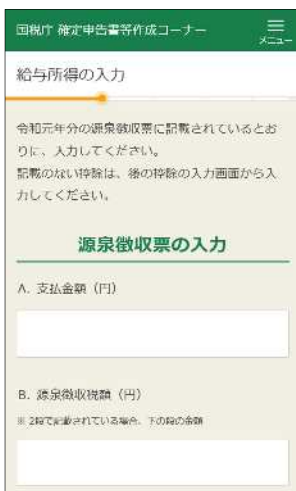 国税庁 確定申告書等作成コーナー
メニュー
給与所得の入力
令和元年分の源泉徴収票に記載されているとお
りに、入力してください。
記載のない控除は、後の控除の入力画面から入
力してください。
源泉徴収票の入力
A. 支払金額（円）
B. 源泉徴収税額（円）
※ 2段で記載されている場合、下の段の金額